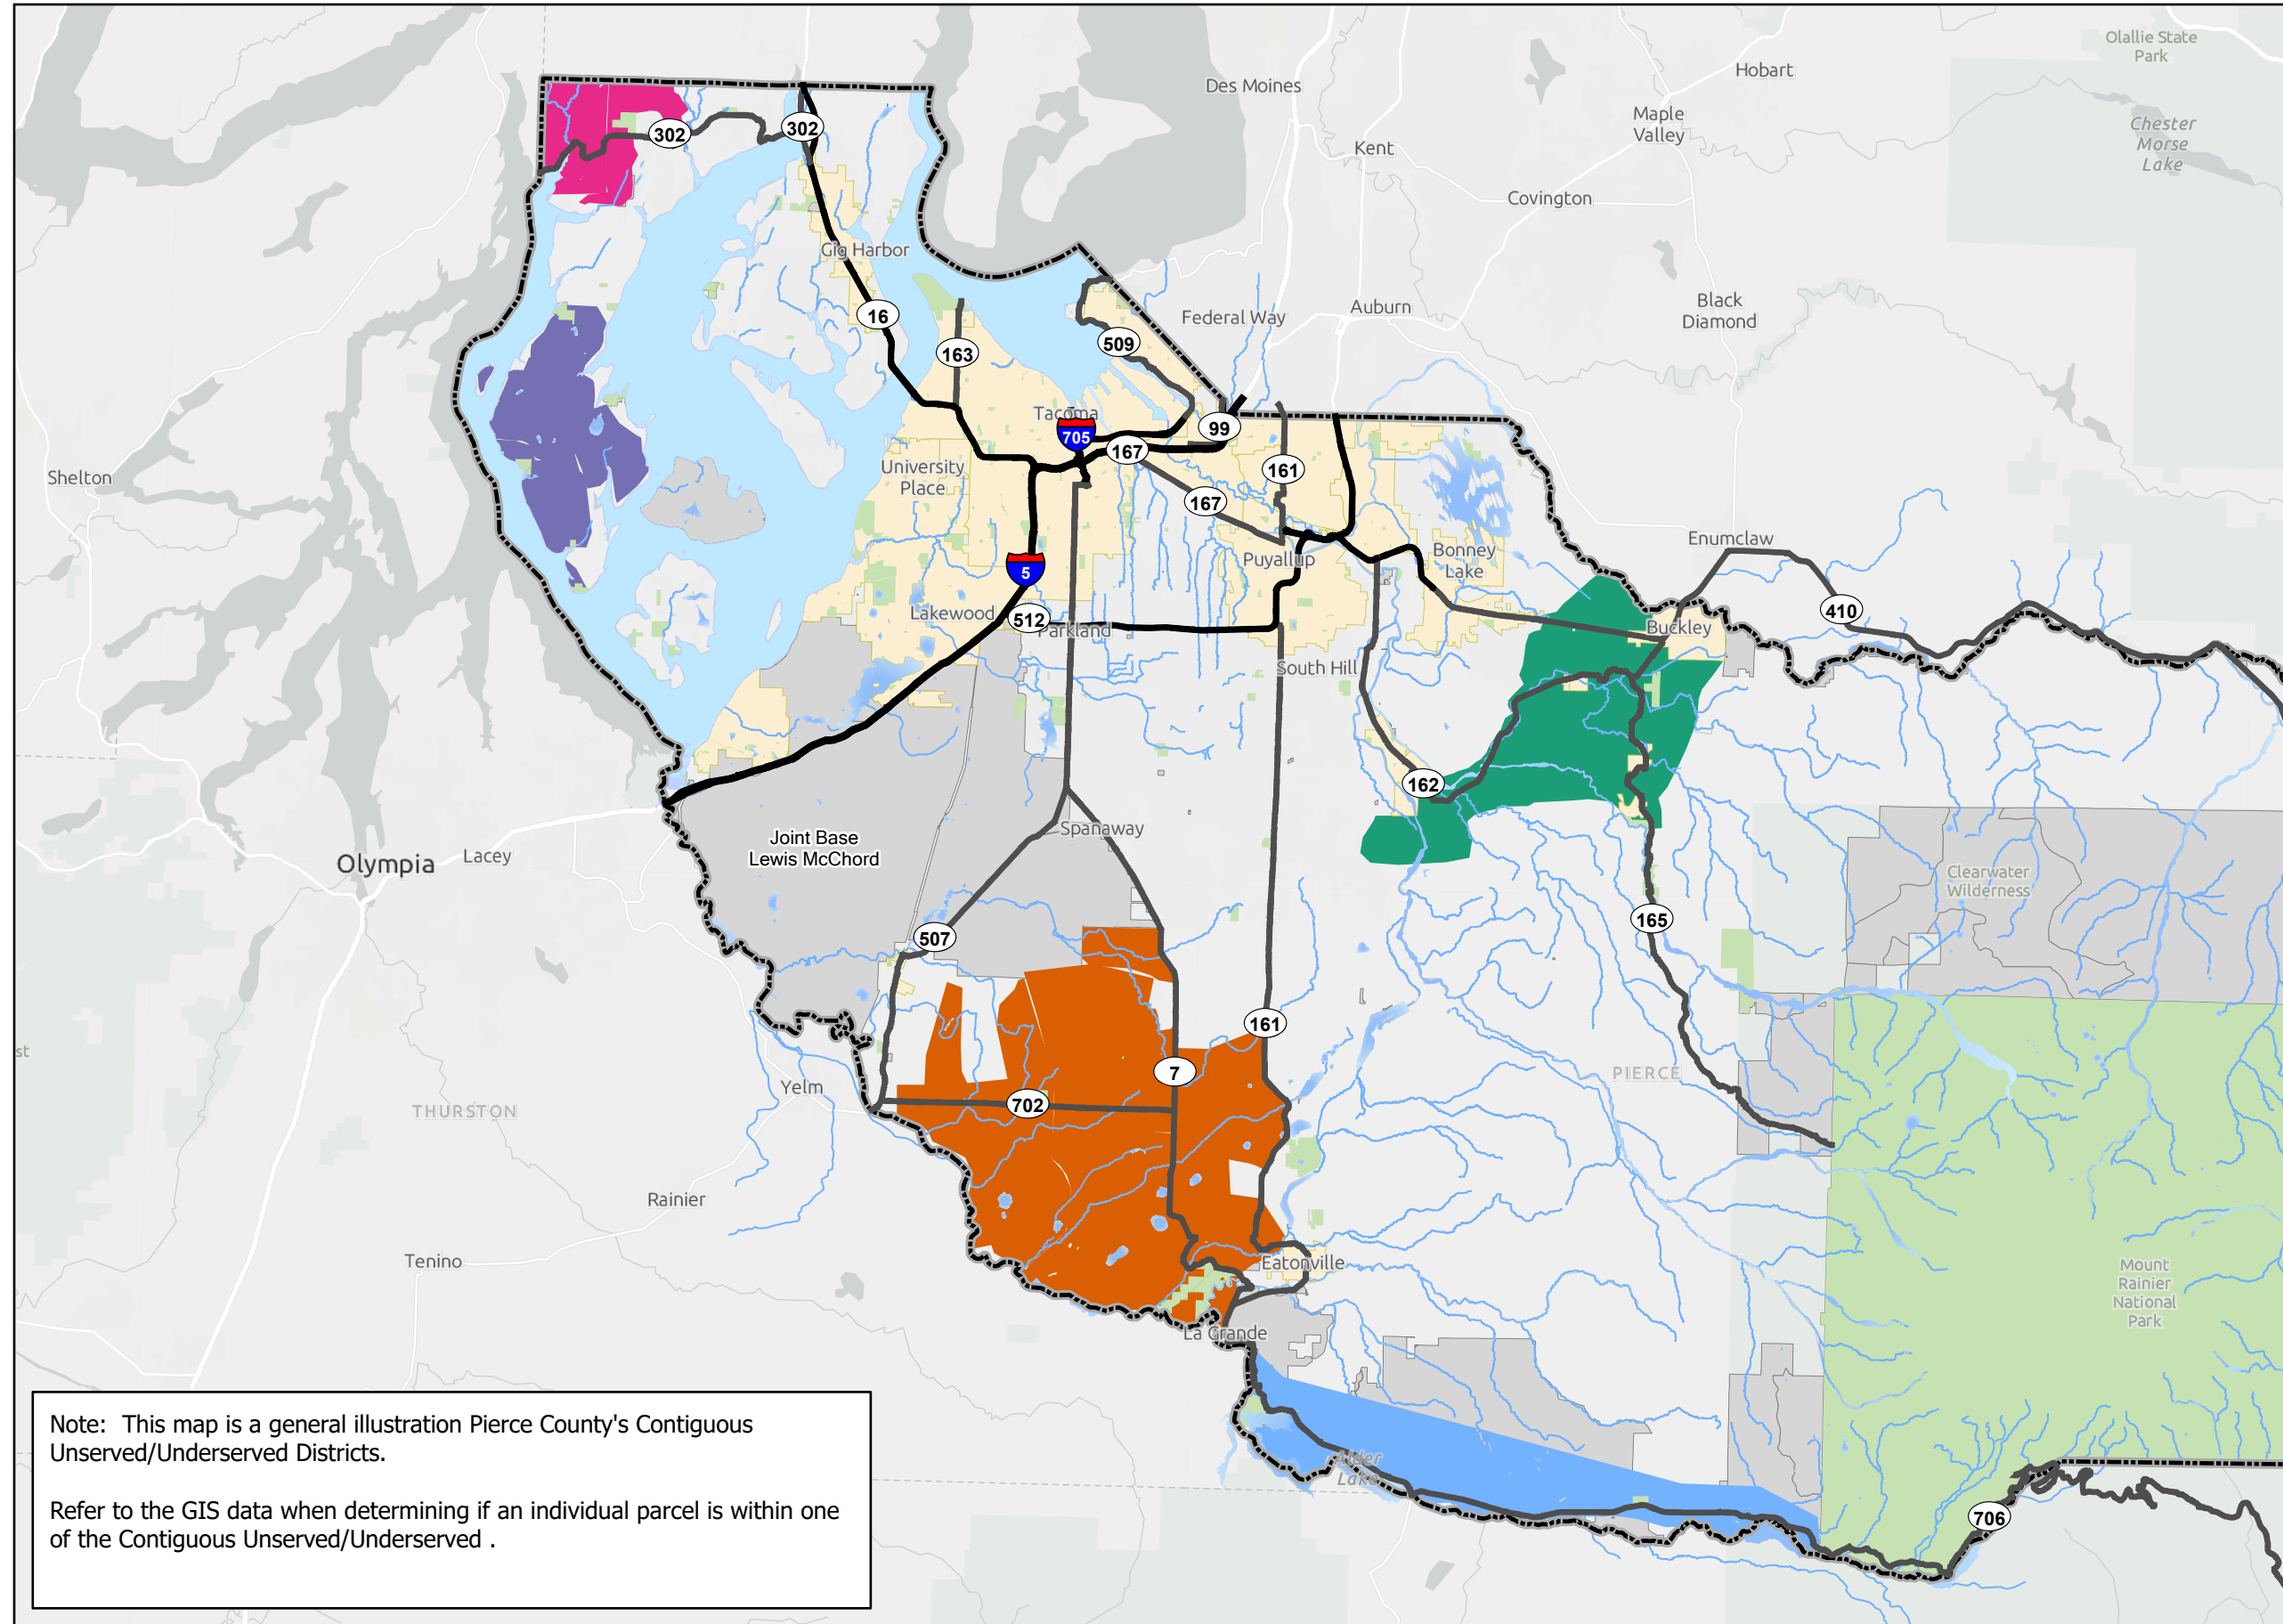 Olallie State
Park
Hobart
Des Moines
Maple
Valley
Chester
Morse
Lake
302
302
Kent
Covington
Gig Harbor
Black
Diamond
Auburn
Federal Way
16
509
163
Tacoma
705
99
167
161
University
Place
Shelton
167
Enumclaw
Bonney
Lake
Puyallup
5
410
Lakewood
512
Parkland
Buckley
South Hill
162
Spanaway
Joint Base
Lewis McChord
Olympia
Lacey
Clearwater
Wilderness
165
507
161
st
7
PIERCE
Yelm
702
THURSTON
Rainier
Tenino
Eatonville
Mount
Rainier
National
Park
La Grande
Note: This map is a general illustration Pierce County's Contiguous
Unserved/Underserved Districts.
Refer to the GIS data when determining if an individual parcel is within one
of the Contiguous Unserved/Underserved .
Alder
Lake
706